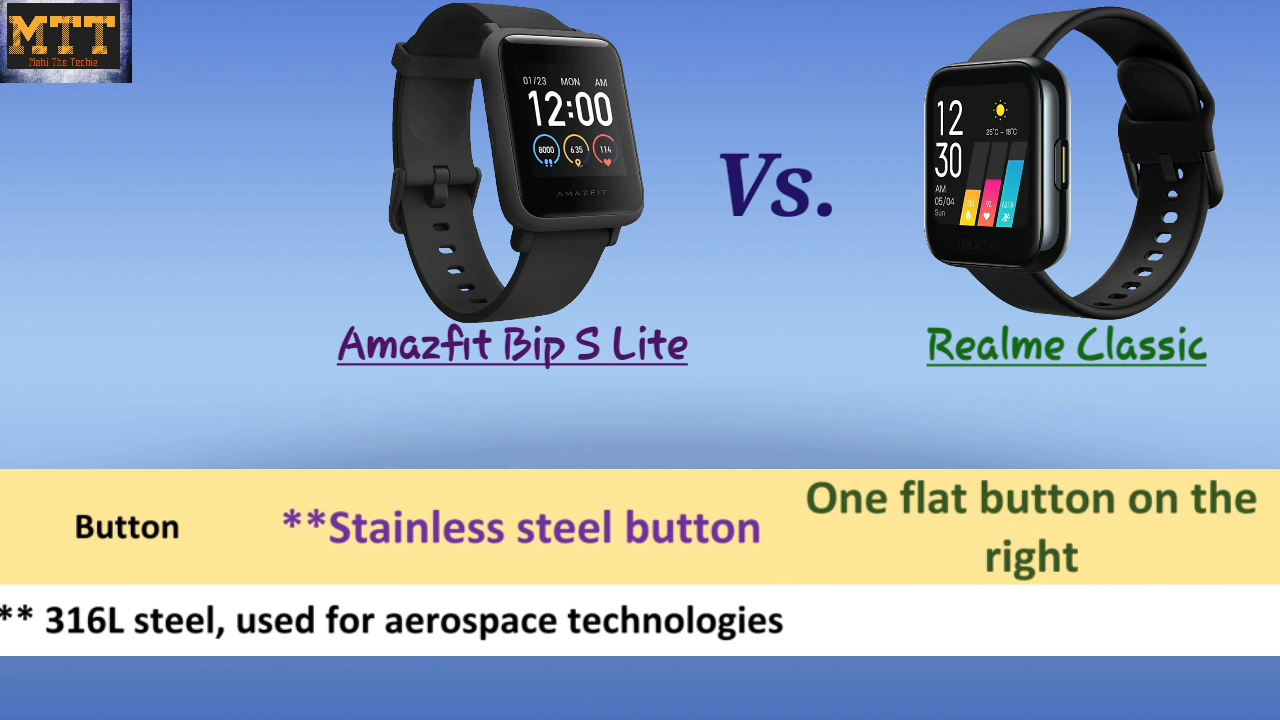 MTT
Mobi The Techie
01/23 MON AM
12:00
8000 635 114
AMAZFIT
Vs.
12
30
25°C - 18°C
AM
05/04
Sun
realme
Amazfit Bip S Lite
Realme Classic
Button
**Stainless steel button
One flat button on the
right
** 316L steel, used for aerospace technologies